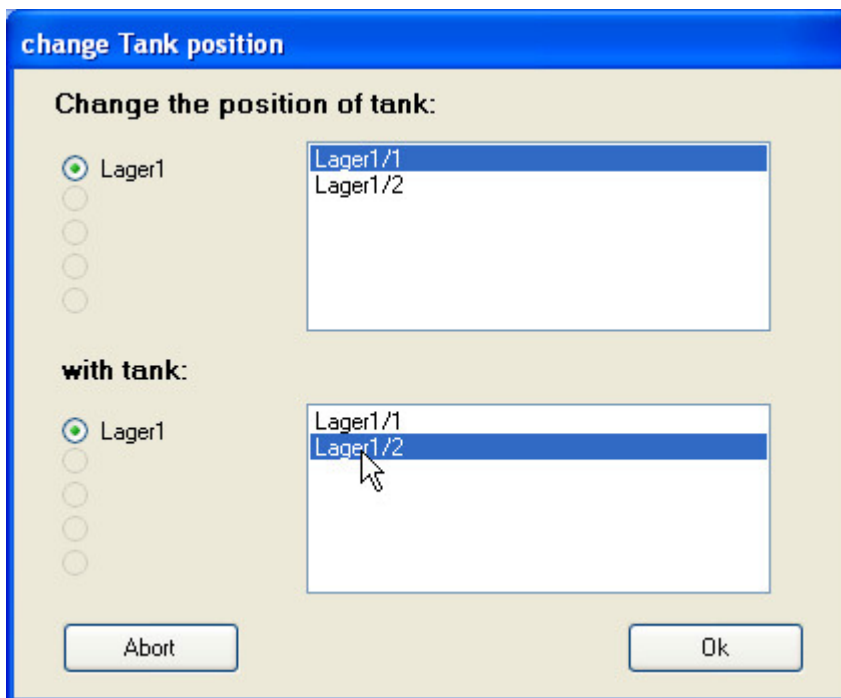 change Tank position
Change the position of tank:
Lager1
Lager1/1
Lager1/2
with tank:
Lager1
Lager1/1
Lager1/2
Abort
Ok